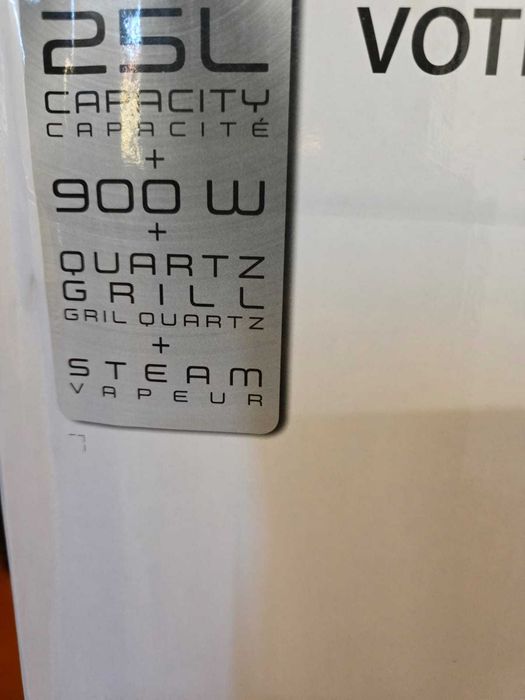 25L
CAPACITY
CAPACITÉ
+
900 W
+
QUARTZ
GRILL
GRIL QUARTZ
+
STEAM
VAPEUR
VOT